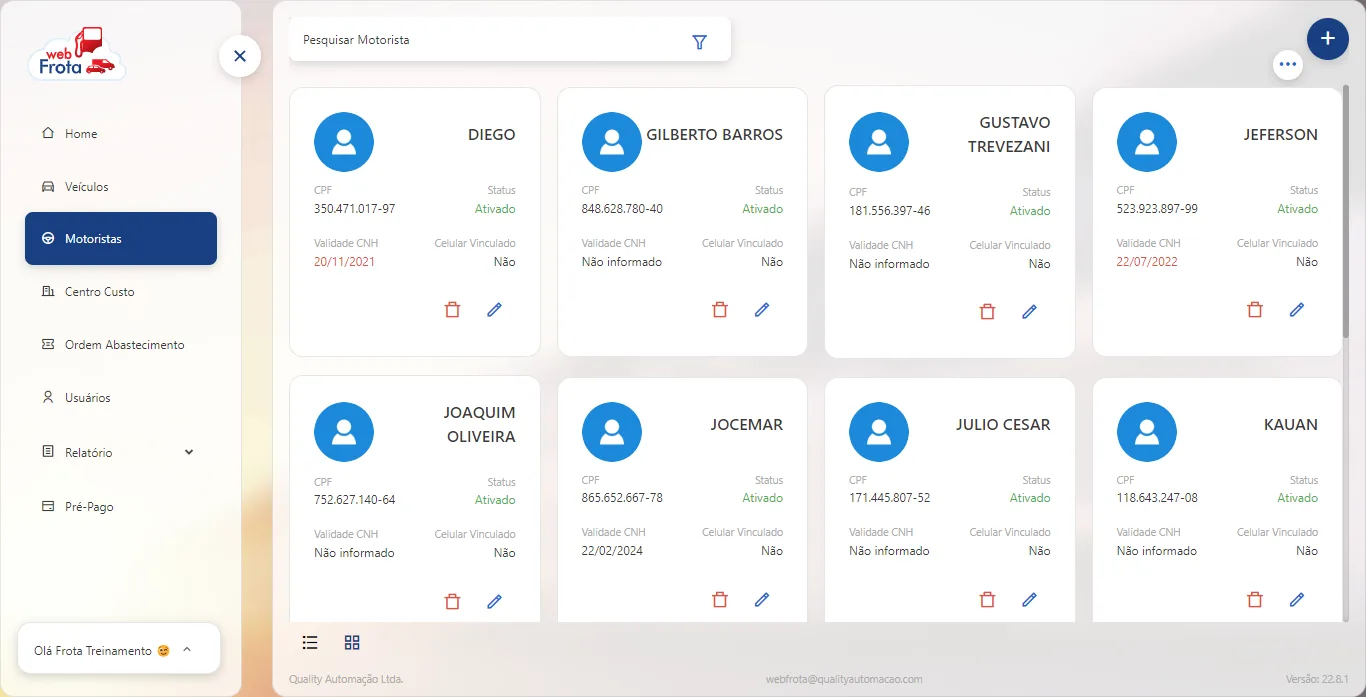 web
Frota
Home
Veículos
Motoristas
Centro Custo
Ordem Abastecimento
Usuários
Relatório
Pré-Pago
Olá Frota Treinamento 😉
Pesquisar Motorista
DIEGO
CPF Status
350.471.017-97 Ativado
Validade CNH Celular Vinculado
20/11/2021 Não
GILBERTO BARROS
CPF Status
848.628.780-40 Ativado
Validade CNH Celular Vinculado
Não informado Não
GUSTAVO
TREVEZANI
CPF Status
181.556.397-46 Ativado
Validade CNH Celular Vinculado
Não informado Não
JEFERSON
CPF Status
523.923.897-99 Ativado
Validade CNH Celular Vinculado
22/07/2022 Não
JOAQUIM
OLIVEIRA
CPF Status
752.627.140-64 Ativado
Validade CNH Celular Vinculado
Não informado Não
JOCEMAR
CPF Status
865.652.667-78 Ativado
Validade CNH Celular Vinculado
22/02/2024 Não
JULIO CESAR
CPF Status
171.445.807-52 Ativado
Validade CNH Celular Vinculado
Não informado Não
KAUAN
CPF Status
118.643.247-08 Ativado
Validade CNH Celular Vinculado
Não informado Não
Quality Automação Ltda. webfrota@qualityautomacao.com Versão: 22.8.1